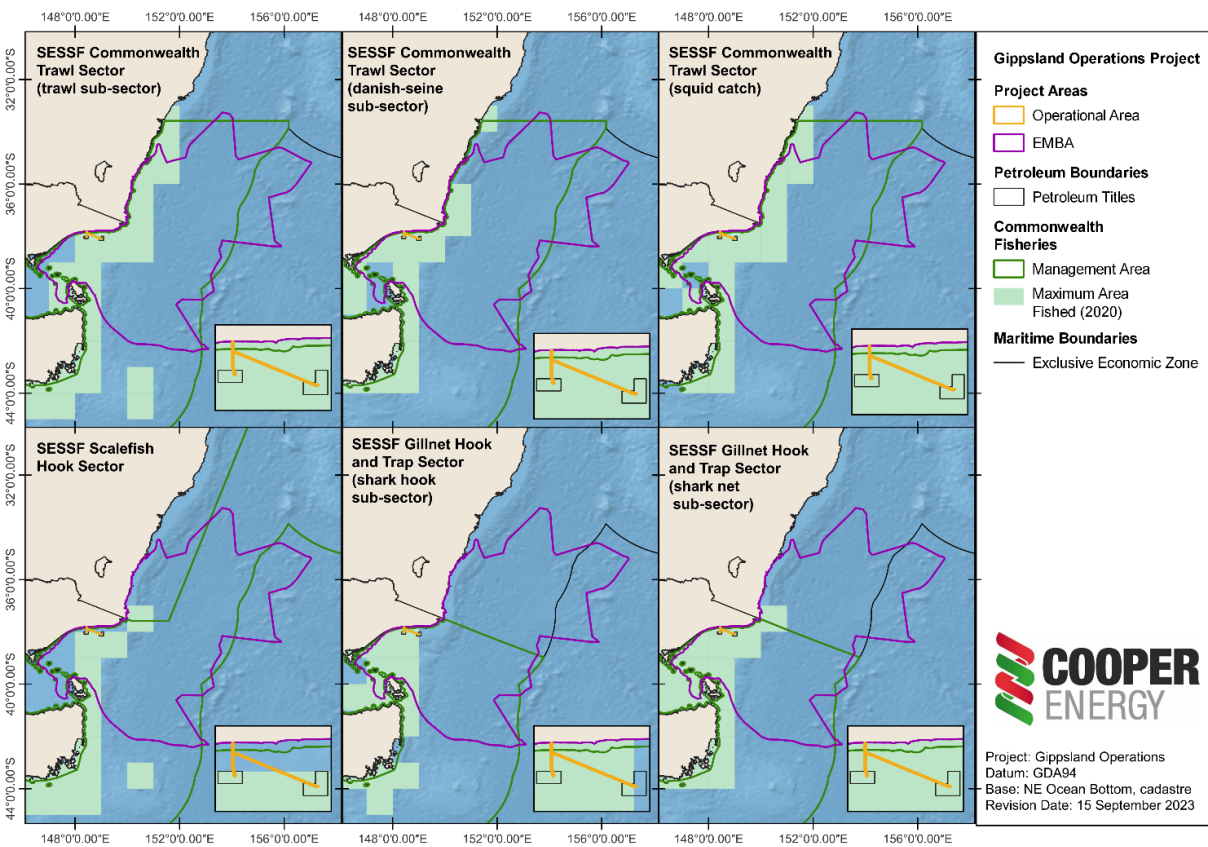 148°0'0.00"E 152°0'0.00"E 156°0'0.00"E 148°0'0.00"E 152°0'0.00"E 156°0'0.00"E 148°0'0.00"E 152°0'0.00"E 156°0'0.00"E
32°0'0.00"S
36°0'0.00"S
40°0'0.00"S
44°0'0.00"S
SESSF Commonwealth
Trawl Sector
(trawl sub-sector)
SESSF Commonwealth
Trawl Sector
(danish-seine
sub-sector)
SESSF Commonwealth
Trawl Sector
(squid catch)
32°0'0.00"S
36°0'0.00"S
40°0'0.00"S
44°0'0.00"S
SESSF Scalefish
Hook Sector
SESSF Gillnet Hook
and Trap Sector
(shark hook
sub-sector)
SESSF Gillnet Hook
and Trap Sector
(shark net
sub-sector)
148°0'0.00"E 152°0'0.00"E 156°0'0.00"E 148°0'0.00"E 152°0'0.00"E 156°0'0.00"E 148°0'0.00"E 152°0'0.00"E 156°0'0.00"E
Gippsland Operations Project
Project Areas
Operational Area
EMBA
Petroleum Boundaries
Petroleum Titles
Commonwealth
Fisheries
Management Area
Maximum Area
Fished (2020)
Maritime Boundaries
Exclusive Economic Zone
COOPER
ENERGY
Project: Gippsland Operations
Datum: GDA94
Base: NE Ocean Bottom, cadastre
Revision Date: 15 September 2023